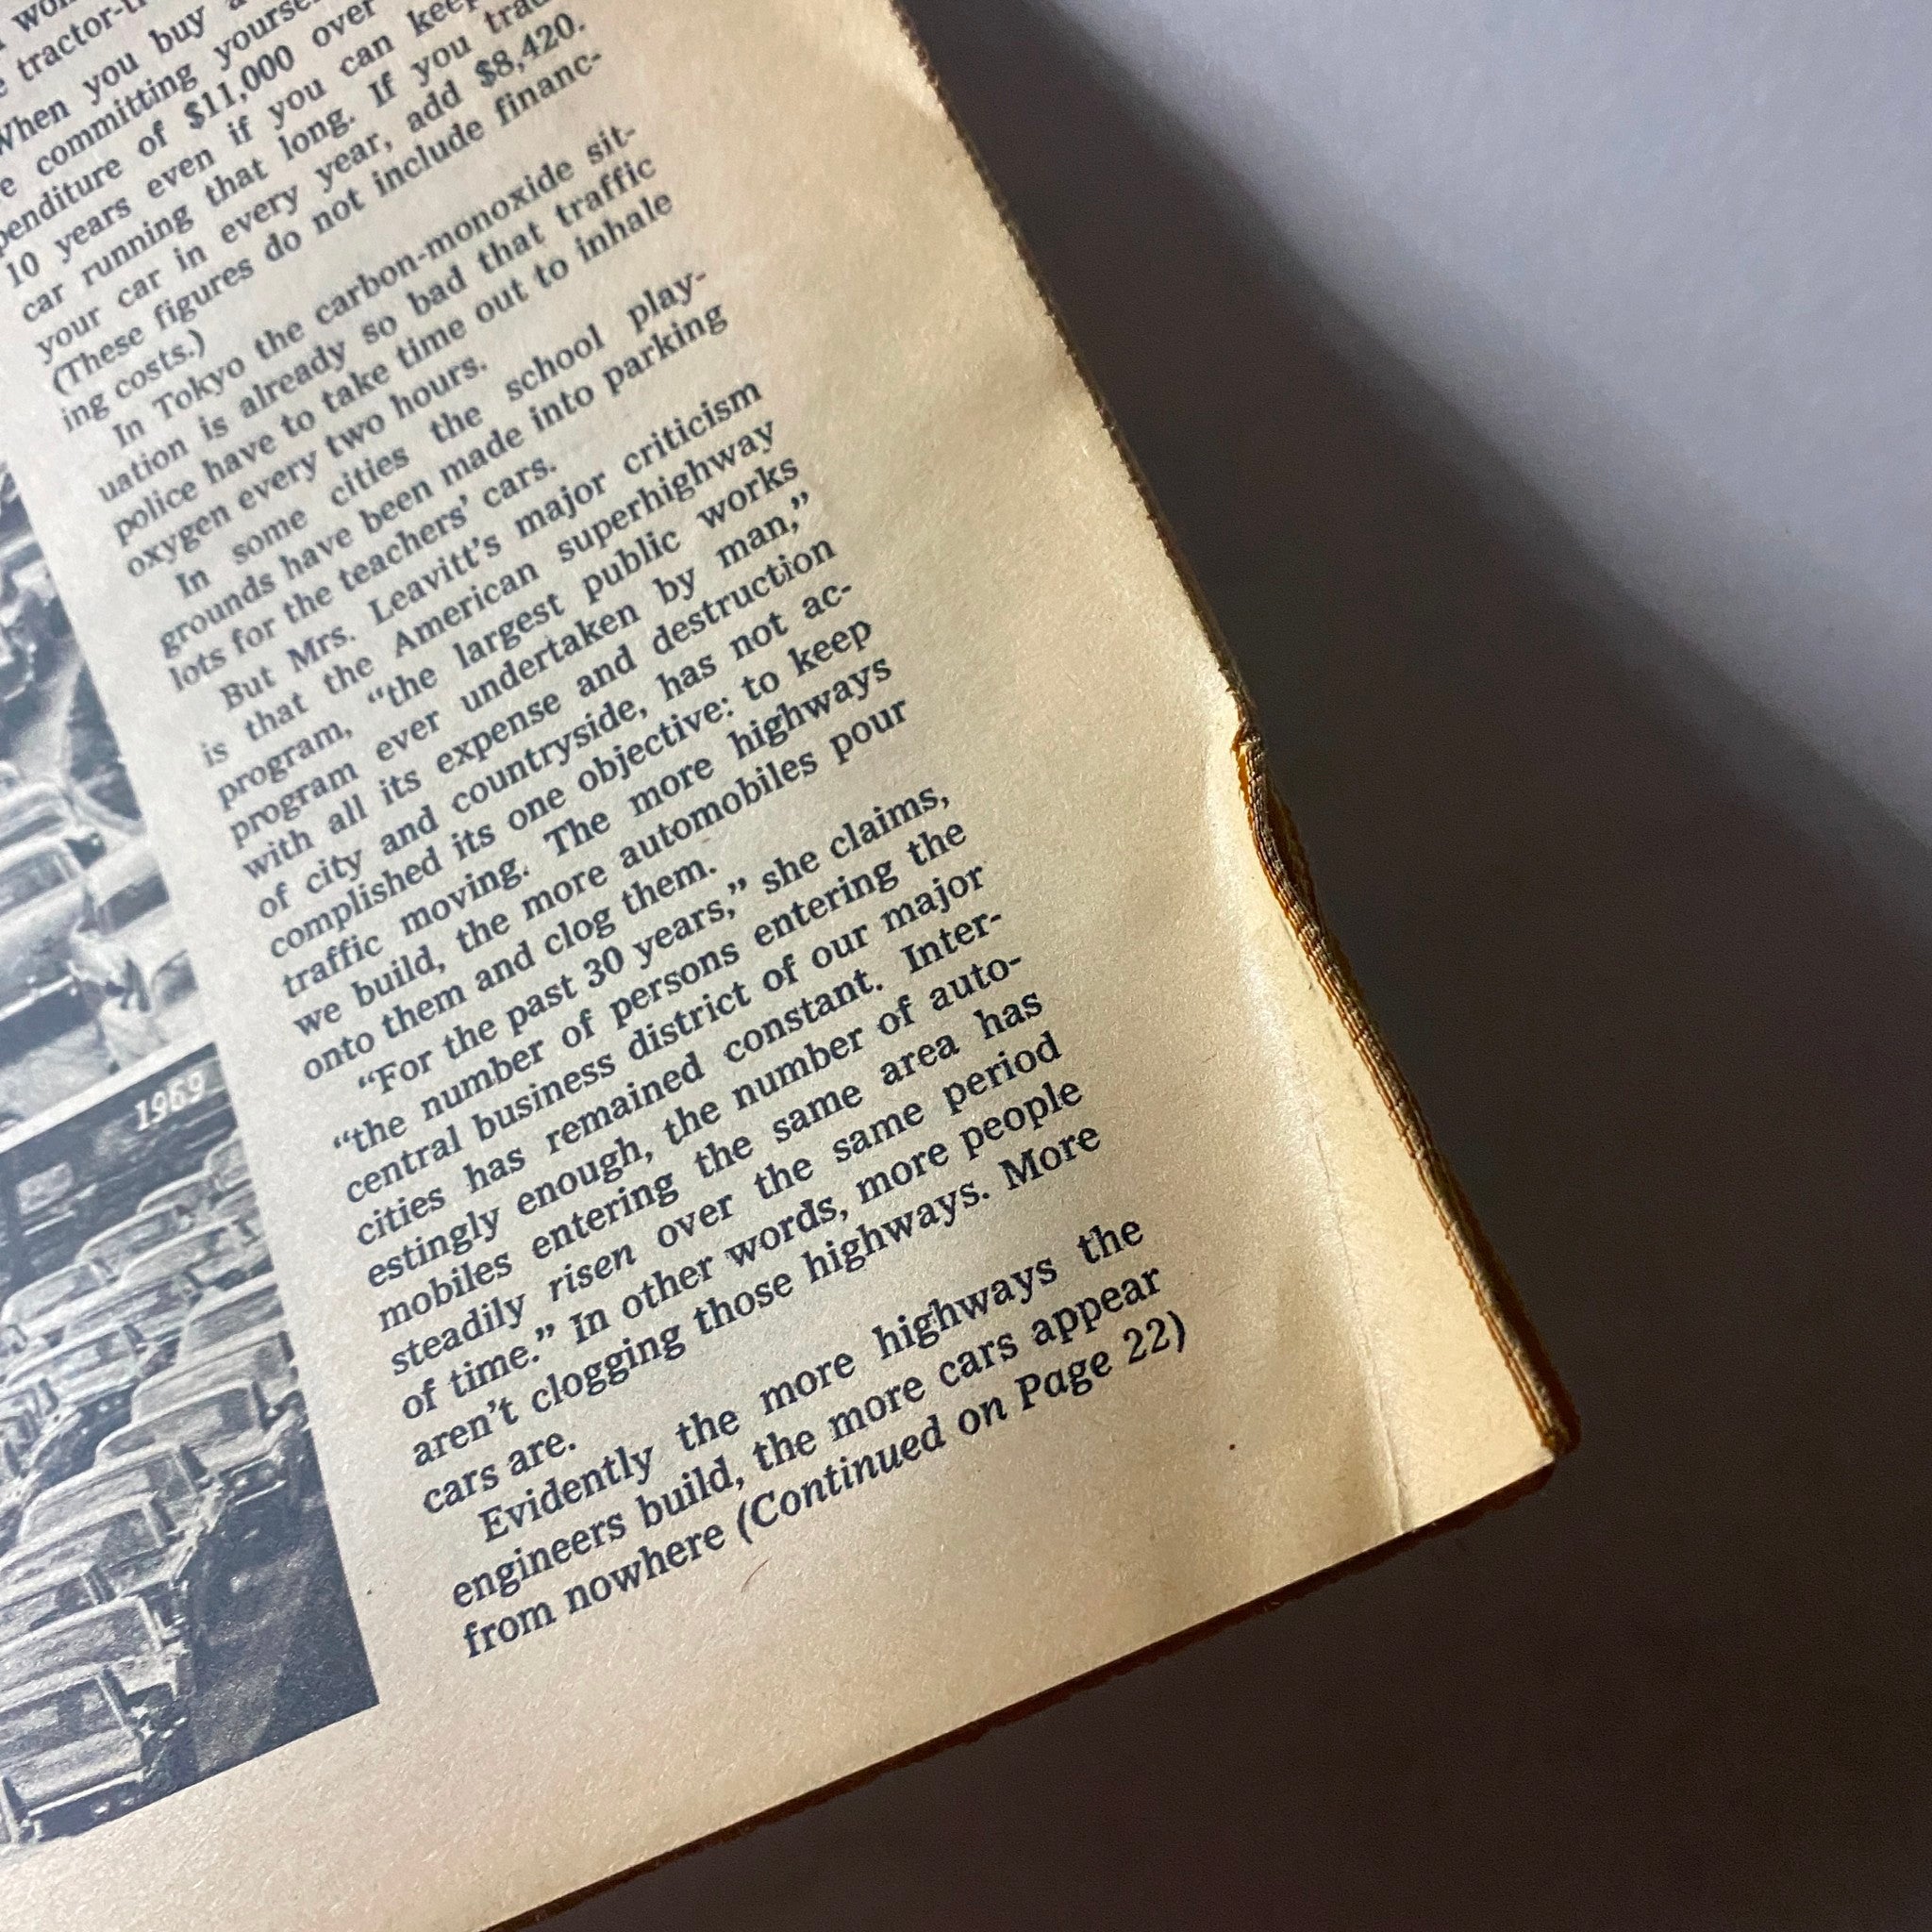 tractor-
When you buy
committing
penditure of $11,000 over
10 years even if you can keep
car running that long. If you
your car in every year, add $8,420.
(These figures do not include financ-
ing costs.)
In Tokyo the carbon-monoxide sit-
uation is already so bad that traffic
police have to take time out to inhale
oxygen every two hours.
In some cities the school play-
grounds have been made into parking
lots for the teachers' cars.
But Mrs. Leavitt's major criticism
is that the American superhighway
program, “the largest public works
program ever undertaken by man,”
with all its expense and destruction
of city and countryside, has not ac-
complished its one objective: to keep
traffic moving. The more highways
we build, the more automobiles pour
onto them and clog them.
“For the past 30 years,” she claims,
“the number of persons entering the
central business district of our major
cities has remained constant. Inter-
estingly enough, the number of auto-
mobiles entering the same area has
steadily risen over the same period
of time.” In other words, more people
aren't clogging those highways. More
cars are.
Evidently the more highways the
engineers build, the more cars appear
from nowhere (Continued on Page 22)
1969